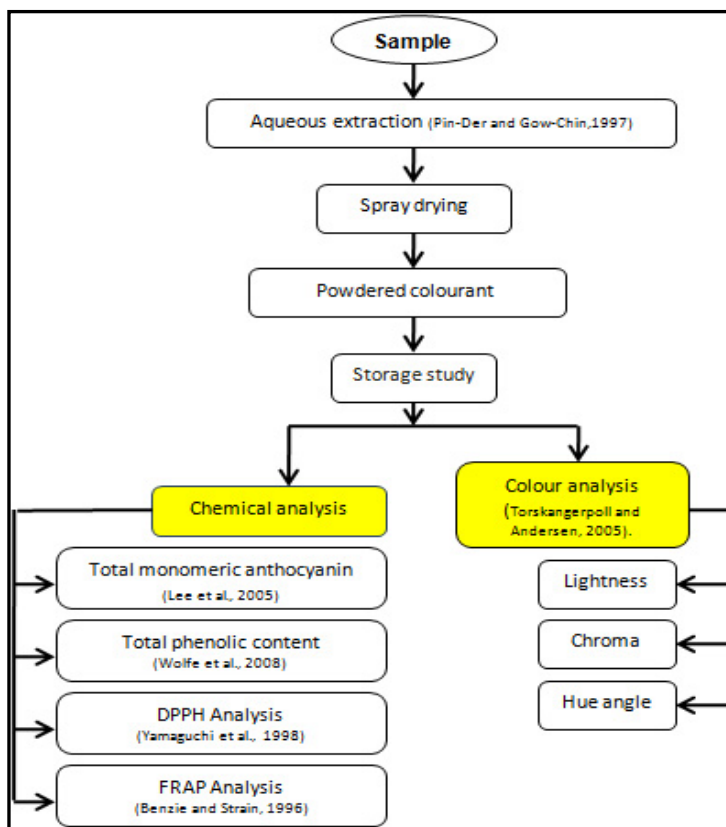 Sample
Aqueous extraction (Pin-Der and Gow-Chin,1997)
Spray drying
Powdered colourant
Storage study
Chemical analysis
Total monomeric anthocyanin
(Lee et al., 2005)
Total phenolic content
(Wolfe et al., 2008)
DPPH Analysis
(Yamaguchi et al., 1998)
FRAP Analysis
(Benzie and Strain, 1996)
Colour analysis
(Torskangerpoll and
Andersen, 2005).
Lightness
Chroma
Hue angle